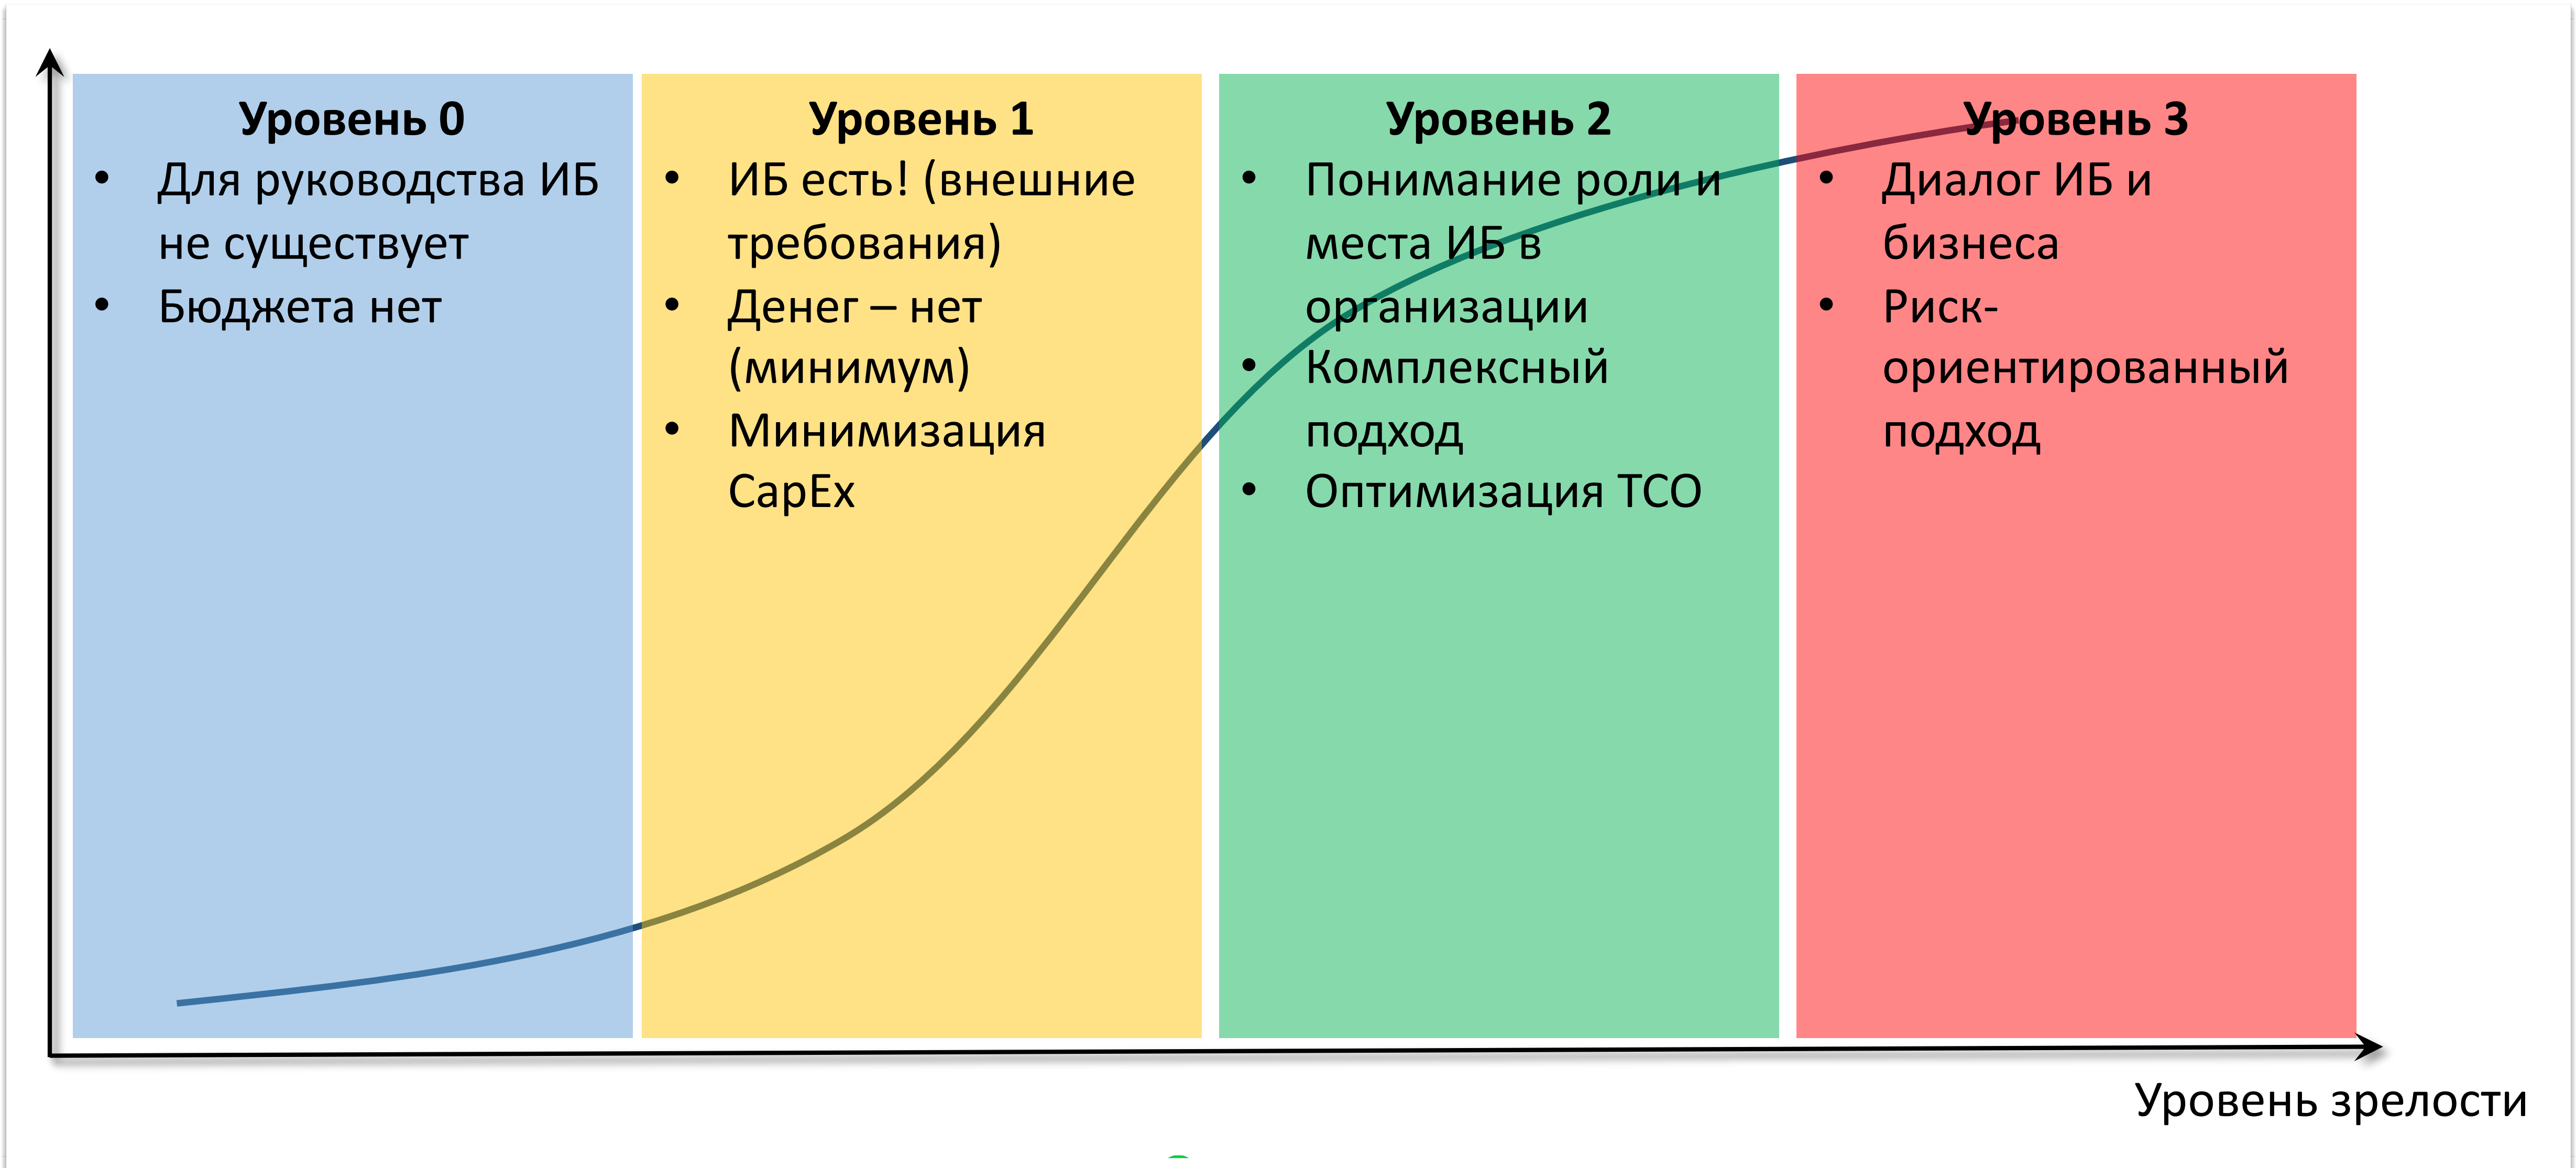 Уровень 0
• Для руководства ИБ
не существует
• Бюджета нет
Уровень 1
• ИБ есть! (внешние
требования)
• Денег – нет
(минимум)
• Минимизация
CapEx
Уровень 2
• Понимание роли и
места ИБ в
организации
• Комплексный
подход
• Оптимизация ТСО
Уровень 3
• Диалог ИБ и
бизнеса
• Риск-
ориентированный
подход
Уровень зрелости